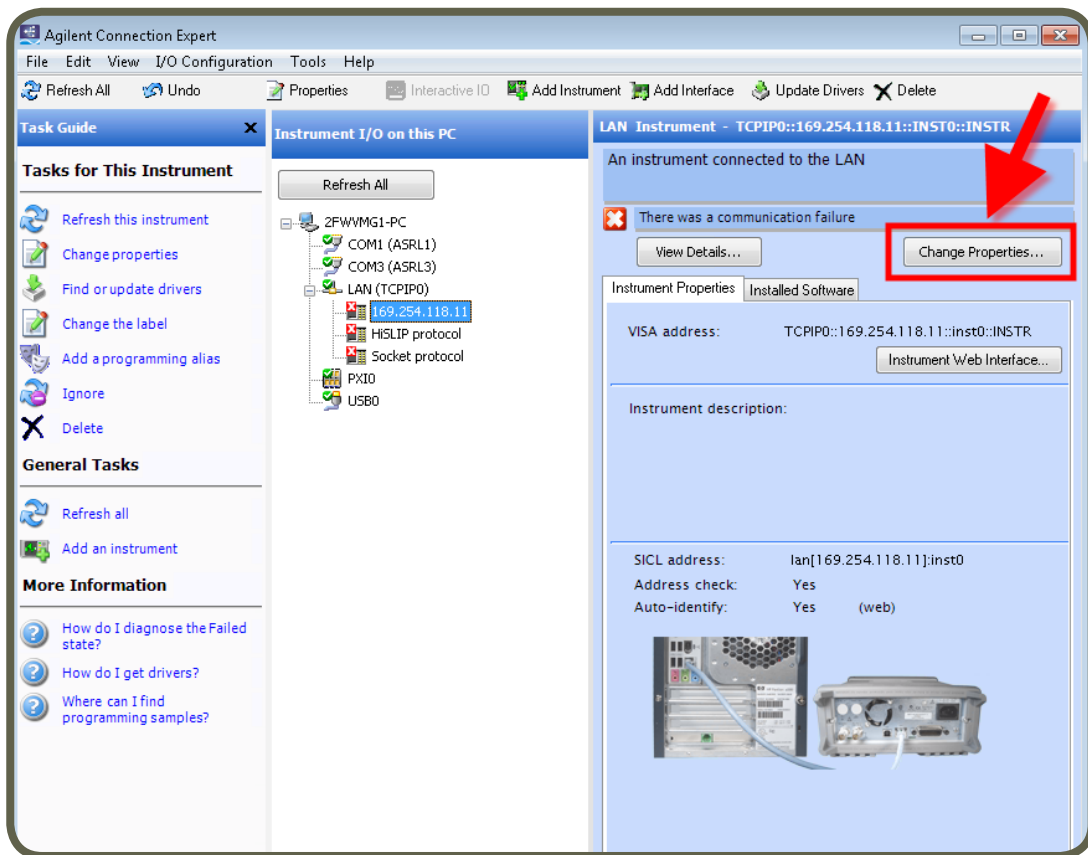 Agilent Connection Expert
File Edit View I/O Configuration Tools Help
Refresh All Undo Properties Interactive IO Add Instrument Add Interface Update Drivers Delete
Task Guide
Tasks for This Instrument
Refresh this instrument
Change properties
Find or update drivers
Change the label
Add a programming alias
Ignore
Delete
General Tasks
Refresh all
Add an instrument
More Information
How do I diagnose the Failed
state?
How do I get drivers?
Where can I find
programming samples?
Instrument I/O on this PC
Refresh All
2FWVMG1-PC
COM1 (ASRL1)
COM3 (ASRL3)
LAN (TCPIP0)
169.254.118.11
HiSLIP protocol
Socket protocol
PXI0
USB0
LAN Instrument - TCPIP0::169.254.118.11::INST0::INSTR
An instrument connected to the LAN
There was a communication failure
View Details... Change Properties...
Instrument Properties Installed Software
VISA address: TCPIP0::169.254.118.11::inst0::INSTR
Instrument Web Interface...
Instrument description:
SICL address: lan[169.254.118.11]:inst0
Address check: Yes
Auto-identify: Yes (web)